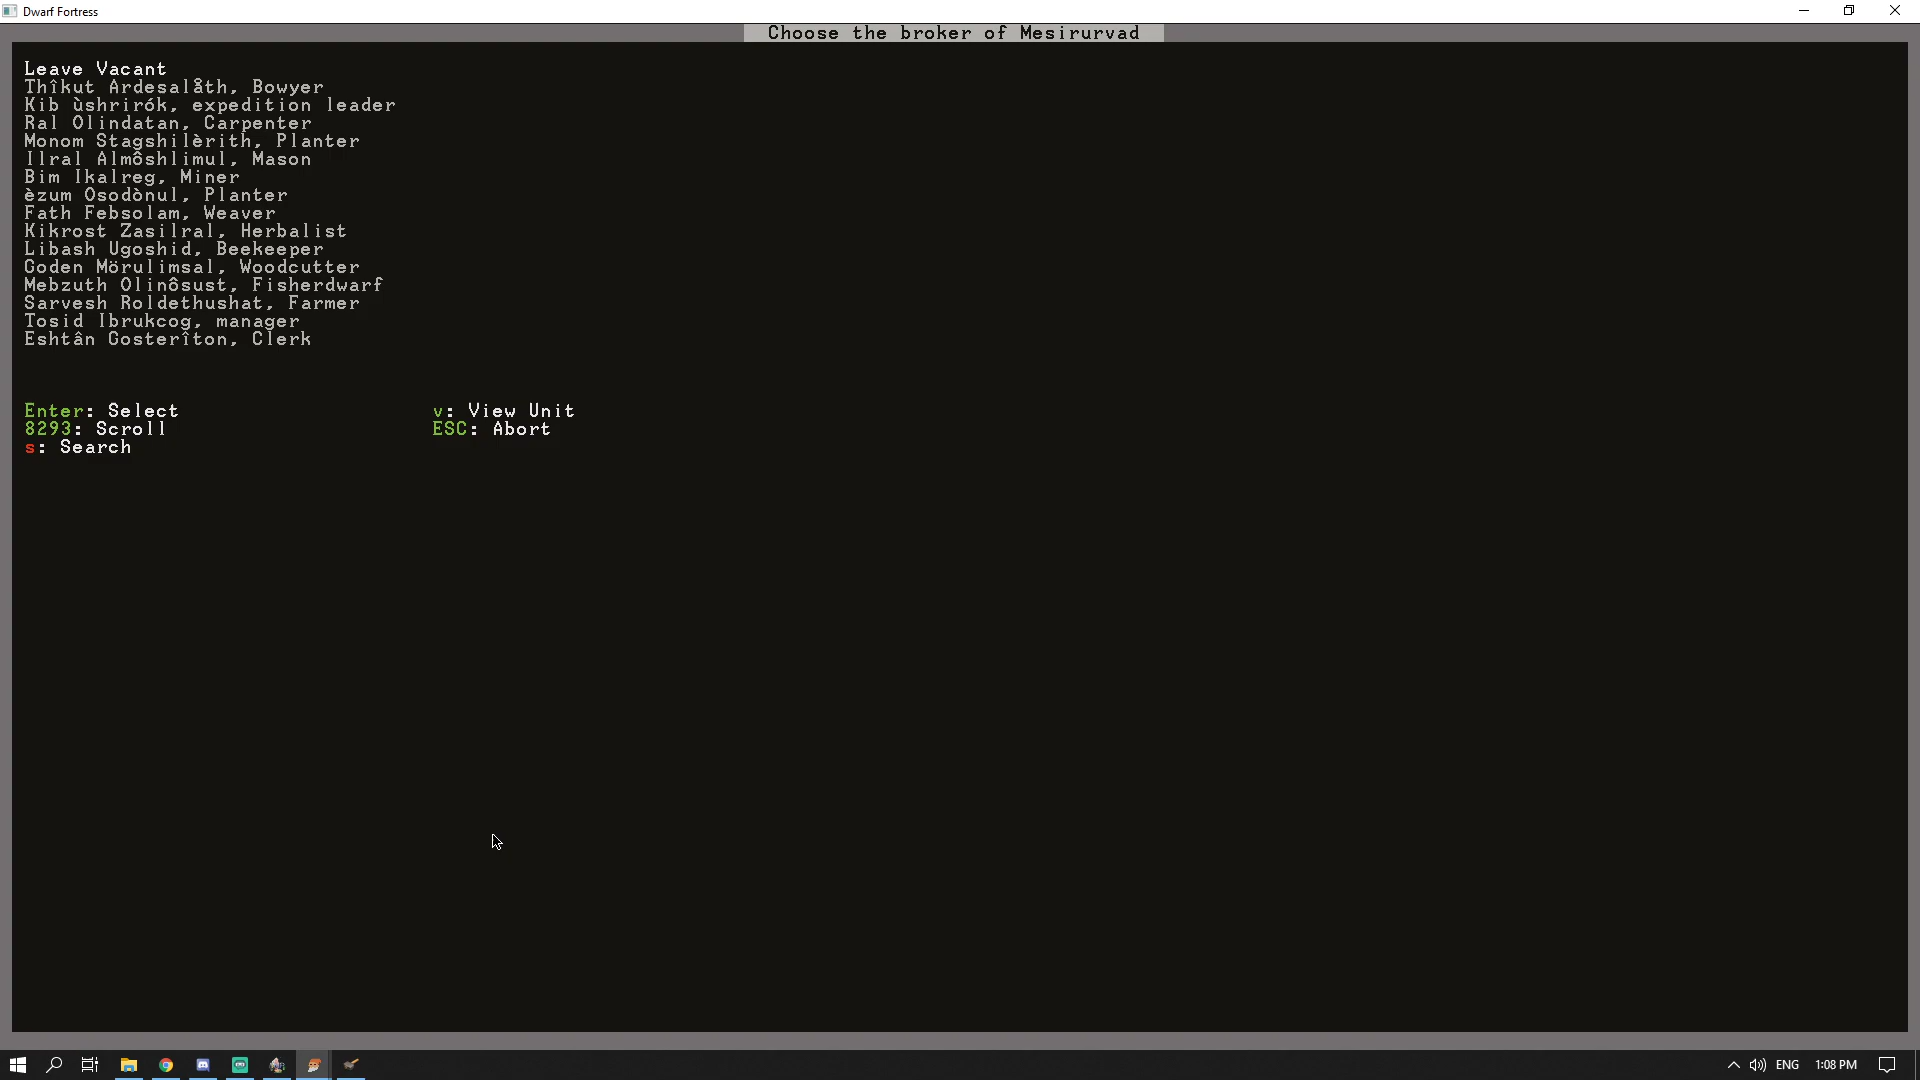 Dwarf Fortress
Choose the broker of Mesirurvad
Leave Vacant
Thîkut Ardesalåth, Bowyer
Kib ùshrirók, expedition leader
Ral Olindatan, Carpenter
Monom Stagshilèrith, Planter
Ilral Almôshlimul, Mason
Bim Ikalreg, Miner
èzum Osodònul, Planter
Fath Febsolam, Weaver
Kikrost Zasilral, Herbalist
Libash Ugoshid, Beekeeper
Goden Mörulimsal, Woodcutter
Mebzuth Olinôsust, Fisherdwarf
Sarvesh Roldethushat, Farmer
Tosid Ibrukcog, manager
Eshtân Gosterîton, Clerk
Enter: Select v: View Unit
8293: Scroll ESC: Abort
s: Search
ENG 1:08 PM